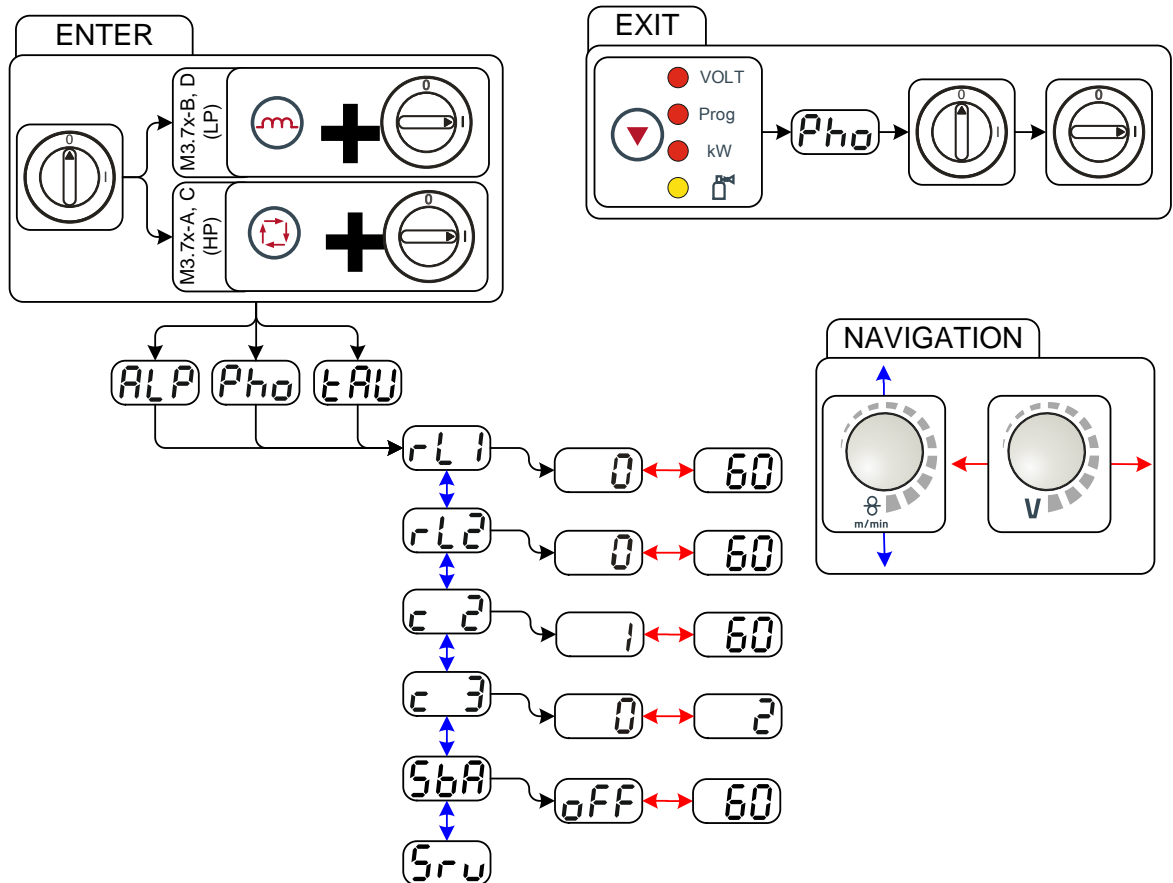 ENTER
0
I
M3.7x-B, D
(LP)
0
I
M3.7x-A, C
(HP)
0
I
EXIT
VOLT
Prog
kW
Pho
0
I
0
I
ALP
Pho
tAU
NAVIGATION
m/min
V
rL1
0
60
rL2
0
60
c 2
1
60
c 3
0
2
SbA
oFF
60
Srv